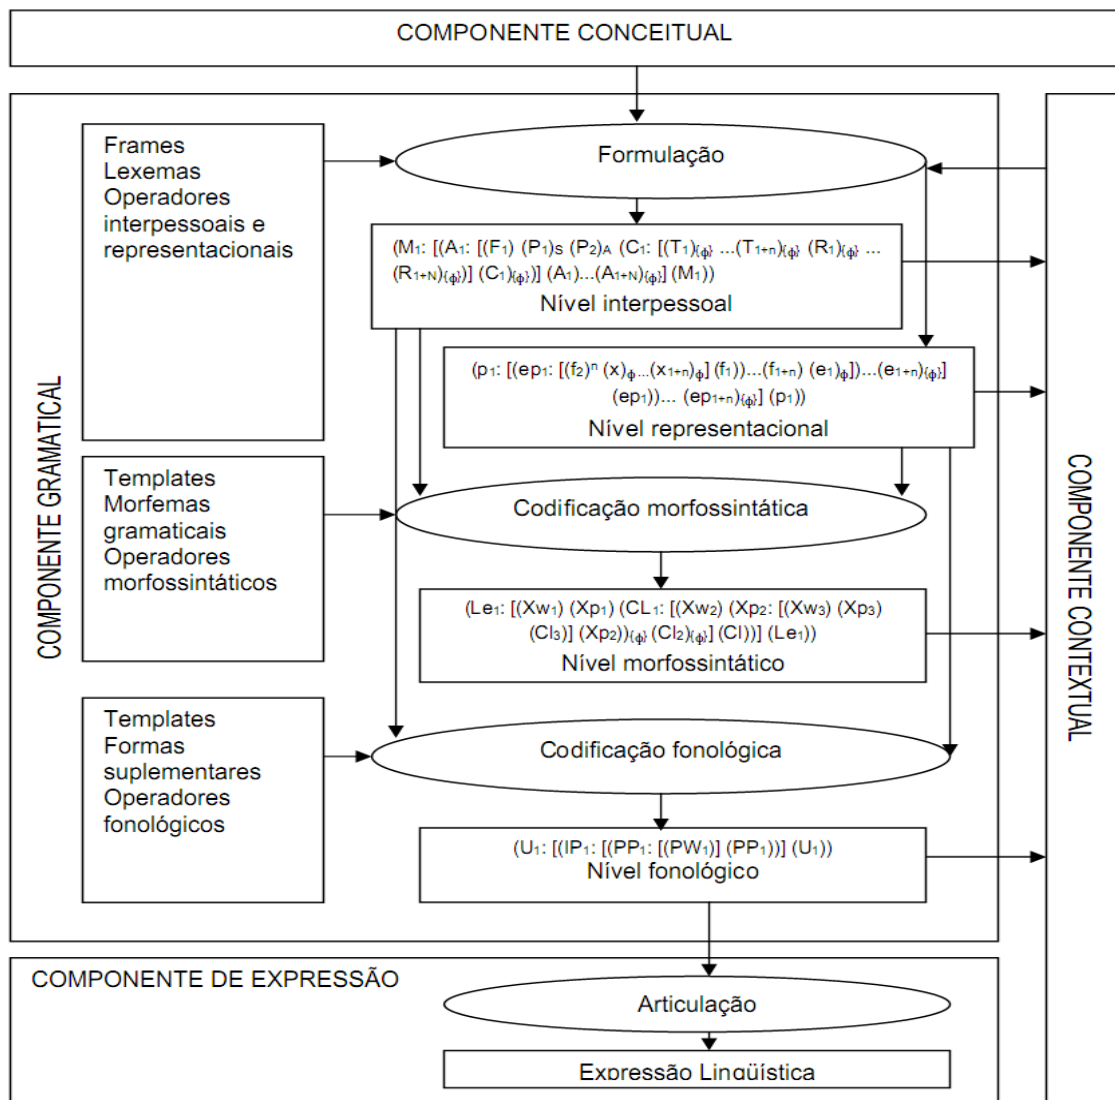 COMPONENTE CONCEITUAL
Frames
Lexemas
Operadores
interpessoais e
representacionais
Formulação
(M₁: [(A₁: [(F₁) (P₁)ₛ (P₂)A (C₁: [(T₁){ϕ} ...(T₁₊ₙ){ϕ} (R₁){ϕ} ...
(R₁₊N){ϕ})] (C₁){ϕ})] (A₁)...(A₁₊N){ϕ}] (M₁))
Nível interpessoal
(p₁: [(ep₁: [(f₂)ⁿ (x)ϕ...(x₁₊ₙ)ϕ] (f₁))...(f₁₊ₙ) (e₁)ϕ])...(e₁₊ₙ){ϕ}]
(ep₁))... (ep₁₊ₙ){ϕ}] (p₁))
Nível representacional
COMPONENTE GRAMATICAL
Templates
Morfemas
gramaticais
Operadores
morfossintáticos
Codificação morfossintática
(Le₁: [(Xw₁) (Xp₁) (CL₁: [(Xw₂) (Xp₂: [(Xw₃) (Xp₃)
(Cl₃)] (Xp₂)){ϕ} (Cl₂){ϕ}] (Cl))] (Le₁))
Nível morfossintático
COMPONENTE CONTEXTUAL
Templates
Formas
suplementares
Operadores
fonológicos
Codificação fonológica
(U₁: [(IP₁: [(PP₁: [(PW₁)] (PP₁))] (U₁))
Nível fonológico
COMPONENTE DE EXPRESSÃO
Articulação
Expressão Lingüística